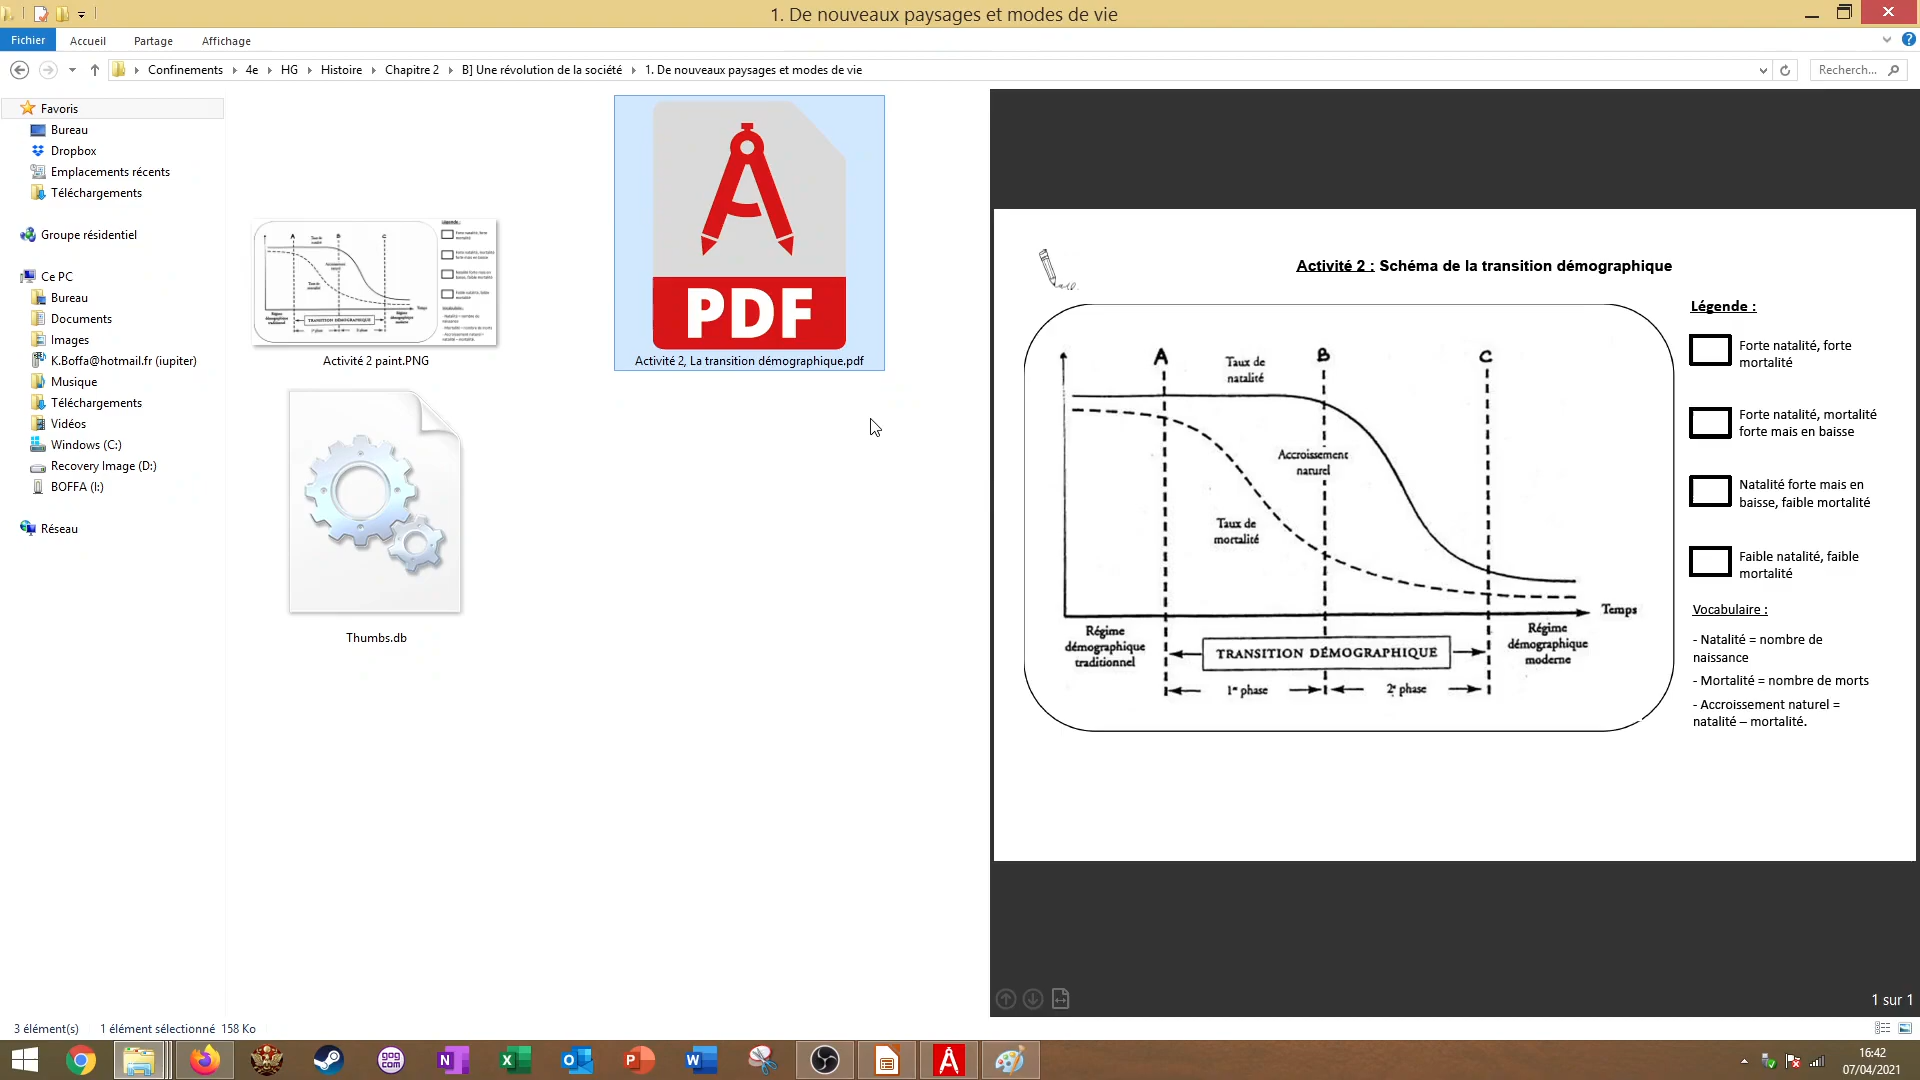 1. De nouveaux paysages et modes de vie
Fichier
Accueil
Partage
Affichage
Confinements
4e
HG
Histoire
Chapitre 2
B] Une révolution de la société
1. De nouveaux paysages et modes de vie
Recherch...
Favoris
Bureau
Dropbox
Emplacements récents
Téléchargements
Groupe résidentiel
Ce PC
Bureau
Documents
Images
K.Boffa@hotmail.fr (iupiter)
Musique
Téléchargements
Vidéos
Windows (C:)
Recovery Image (D:)
BOFFA (I:)
Réseau
Activité 2 paint.PNG
PDF
Activité 2, La transition démographique.pdf
Thumbs.db
Activité 2 : Schéma de la transition démographique
A
B
C
Taux de
natalité
Accroissement
naturel
Taux de
mortalité
Temps
Régime
démographique
traditionnel
TRANSITION DÉMOGRAPHIQUE
Régime
démographique
moderne
1re phase
2e phase
Légende :
Forte natalité, forte
mortalité
Forte natalité, mortalité
forte mais en baisse
Natalité forte mais en
baisse, faible mortalité
Faible natalité, faible
mortalité
Vocabulaire :
- Natalité = nombre de
naissance
- Mortalité = nombre de morts
- Accroissement naturel =
natalité – mortalité.
1 sur 1
3 élément(s)
1 élément sélectionné 158 Ko
16:42
07/04/2021